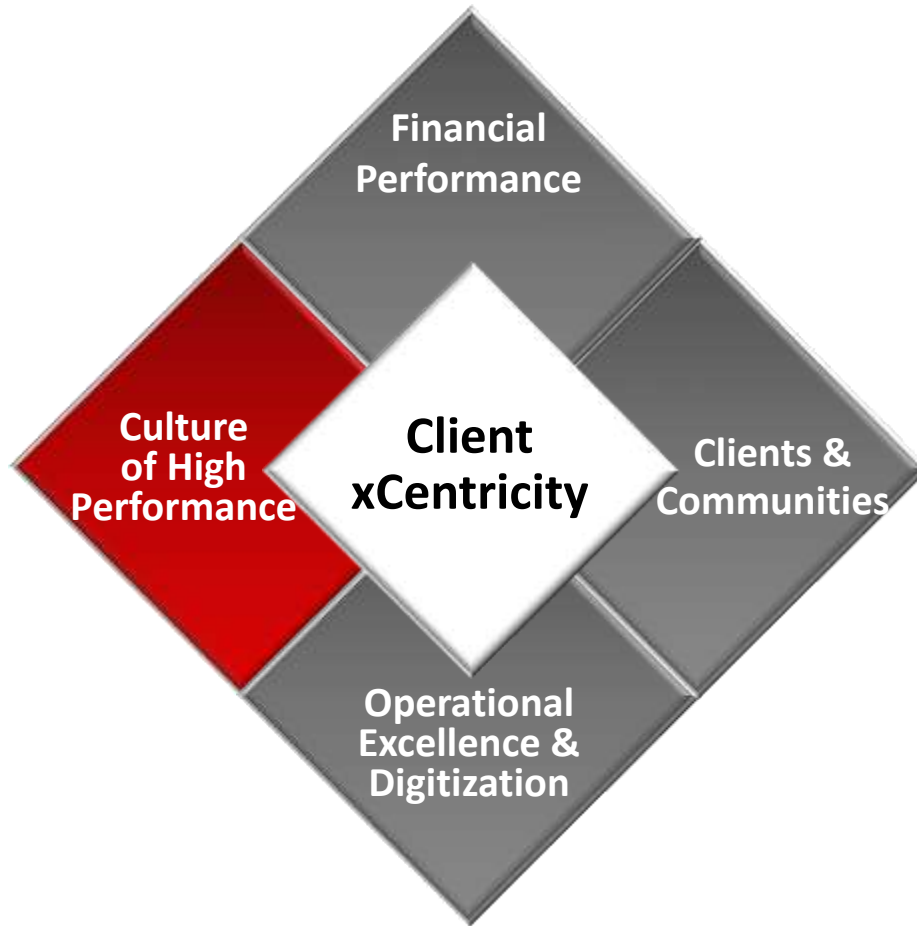 Financial
Performance
Culture
of High
Performance
Client
xCentricity
Clients &
Communities
Operational
Excellence &
Digitization